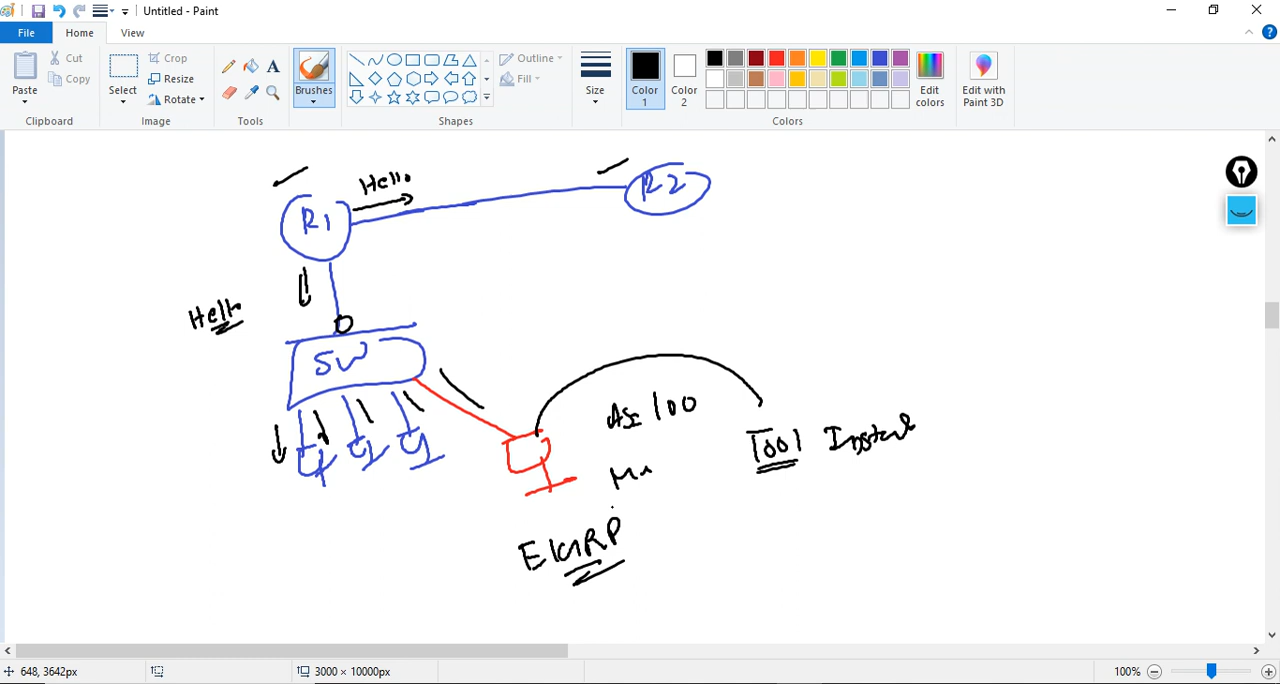 Untitled - Paint
File
Home
View
Paste
Cut
Copy
Clipboard
Select
Crop
Resize
Rotate
Image
Tools
Brushes
Shapes
Outline
Fill
Size
Color 1
Color 2
Edit colors
Colors
Edit with Paint 3D
Hello
R1
R2
Hello
SW
100
Tool Install
EIGRP
648, 3642px
3000 × 10000px
100%